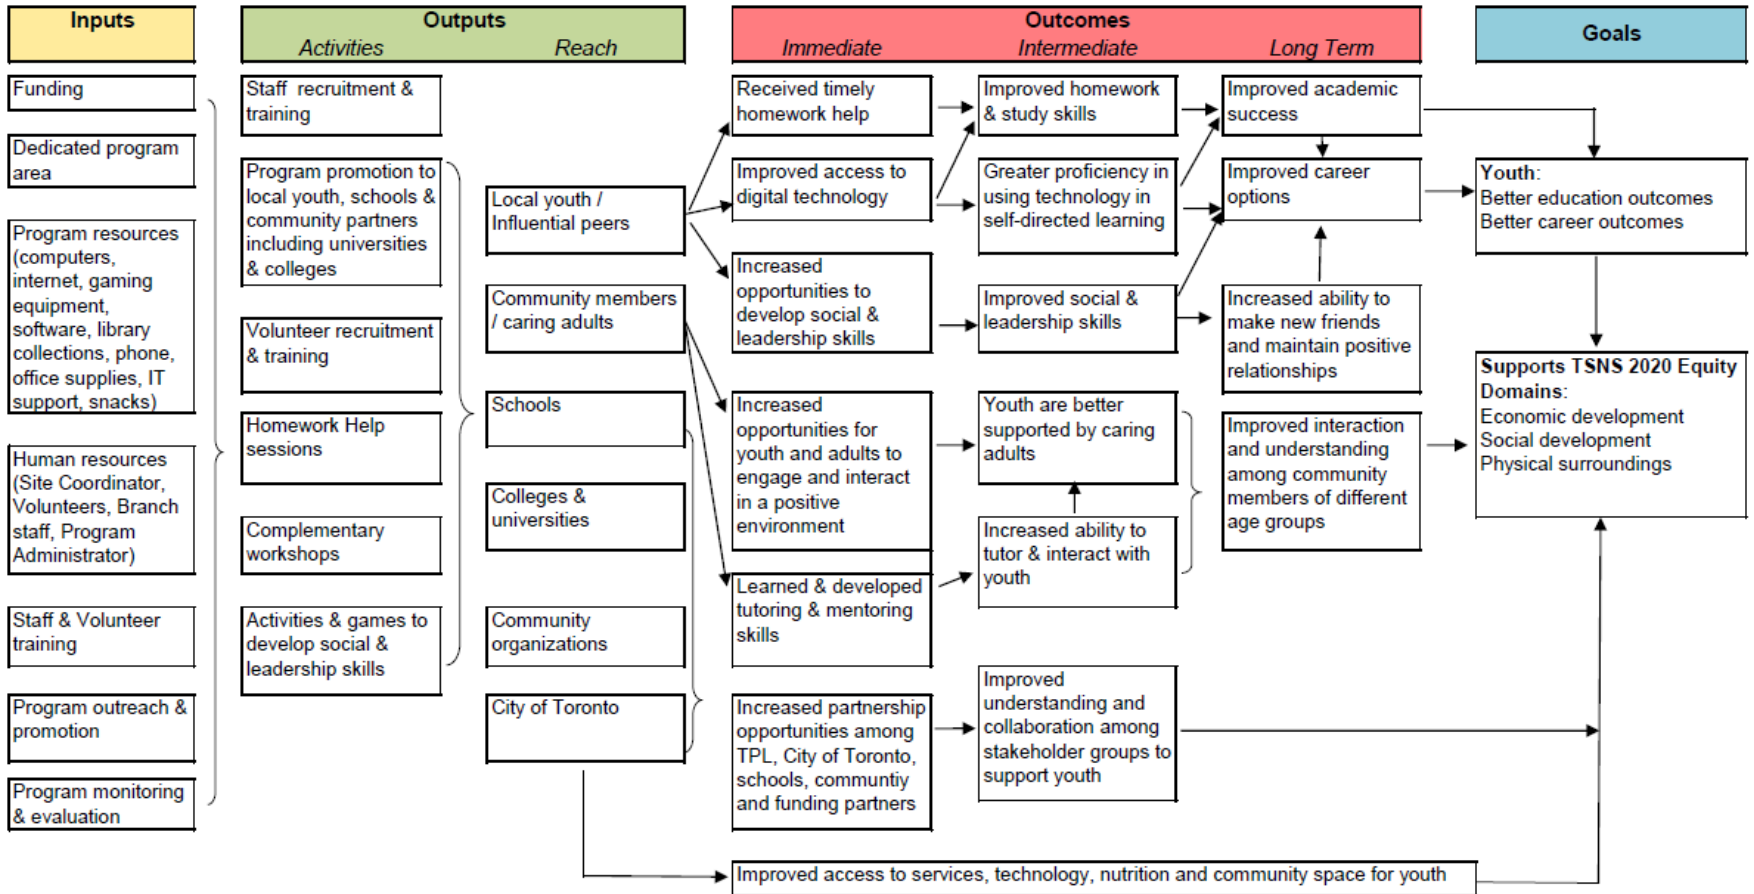 Inputs
Outputs
Activities
Reach
Outcomes
Immediate
Intermediate
Long Term
Goals
Funding
Dedicated program
area
Program resources
(computers,
internet, gaming
equipment,
software, library
collections, phone,
office supplies, IT
support, snacks)
Human resources
(Site Coordinator,
Volunteers, Branch
staff, Program
Administrator)
Staff & Volunteer
training
Program outreach &
promotion
Program monitoring
& evaluation
Staff recruitment &
training
Program promotion to
local youth, schools &
community partners
including universities
& colleges
Volunteer recruitment
& training
Homework Help
sessions
Complementary
workshops
Activities & games to
develop social &
leadership skills
Local youth /
Influential peers
Community members
/ caring adults
Schools
Colleges &
universities
Community
organizations
City of Toronto
Received timely
homework help
Improved access to
digital technology
Increased
opportunities to
develop social &
leadership skills
Increased
opportunities for
youth and adults to
engage and interact
in a positive
environment
Learned & developed
tutoring & mentoring
skills
Increased partnership
opportunities among
TPL, City of Toronto,
schools, communtiy
and funding partners
Improved homework
& study skills
Greater proficiency in
using technology in
self-directed learning
Improved social &
leadership skills
Youth are better
supported by caring
adults
Increased ability to
tutor & interact with
youth
Improved
understanding and
collaboration among
stakeholder groups to
support youth
Improved academic
success
Improved career
options
Increased ability to
make new friends
and maintain positive
relationships
Improved interaction
and understanding
among community
members of different
age groups
Youth:
Better education outcomes
Better career outcomes
Supports TSNS 2020 Equity
Domains:
Economic development
Social development
Physical surroundings
Improved access to services, technology, nutrition and community space for youth